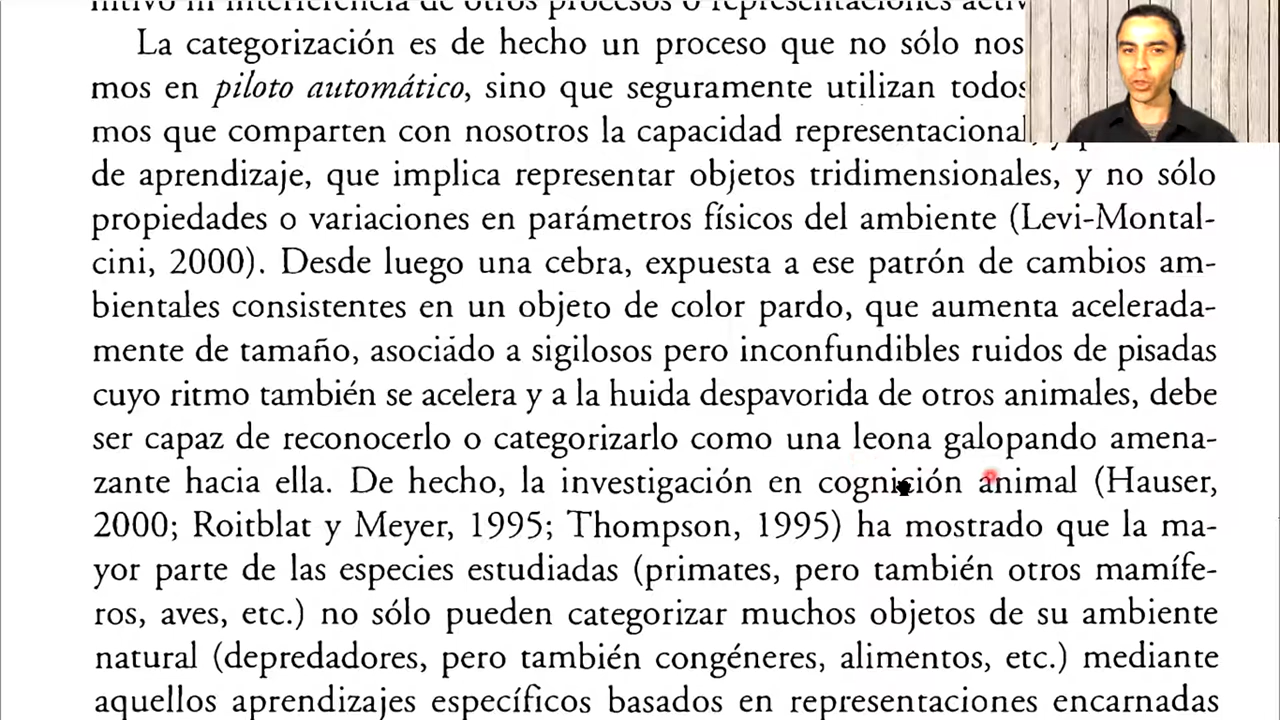 La categorización es de hecho un proceso que no sólo nos
mos en piloto automático, sino que seguramente utilizan todos
mos que comparten con nosotros la capacidad representacional, y
de aprendizaje, que implica representar objetos tridimensionales, y no sólo
propiedades o variaciones en parámetros físicos del ambiente (Levi-Montal-
cini, 2000). Desde luego una cebra, expuesta a ese patrón de cambios am-
bientales consistentes en un objeto de color pardo, que aumenta acelerada-
mente de tamaño, asociado a sigilosos pero inconfundibles ruidos de pisadas
cuyo ritmo también se acelera y a la huida despavorida de otros animales, debe
ser capaz de reconocerlo o categorizarlo como una leona galopando amena-
zante hacia ella. De hecho, la investigación en cognición animal (Hauser,
2000; Roitblat y Meyer, 1995; Thompson, 1995) ha mostrado que la ma-
yor parte de las especies estudiadas (primates, pero también otros mamífe-
ros, aves, etc.) no sólo pueden categorizar muchos objetos de su ambiente
natural (depredadores, pero también congéneres, alimentos, etc.) mediante
aquellos aprendizajes específicos basados en representaciones encarnadas